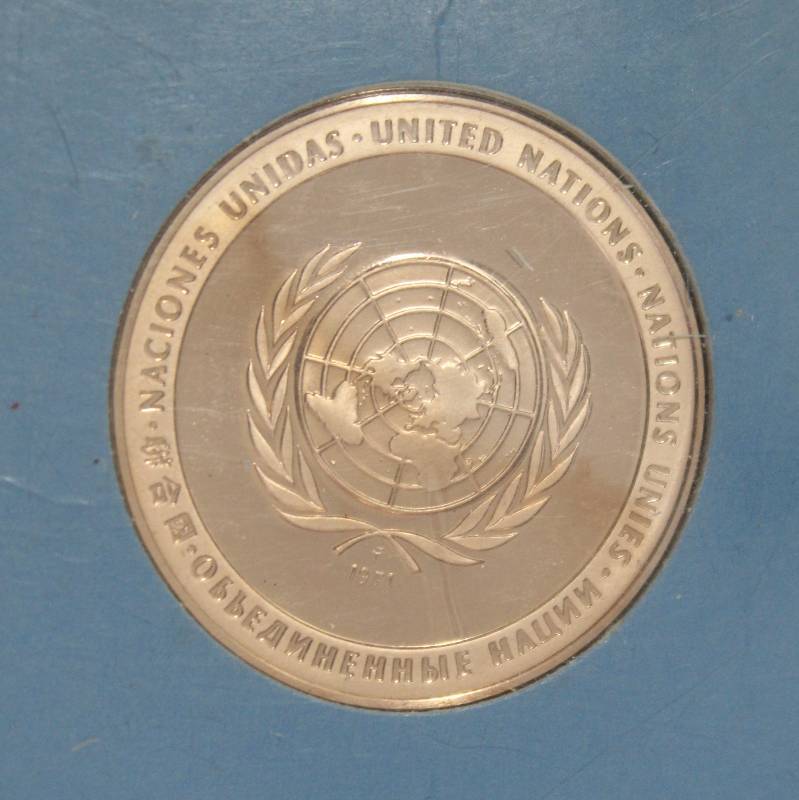 UNITED NATIONS · NATIONS UNIES · ОБЪЕДИНЕННЫЕ НАЦИИ · 聯合國 · NACIONES UNIDAS ·
1971